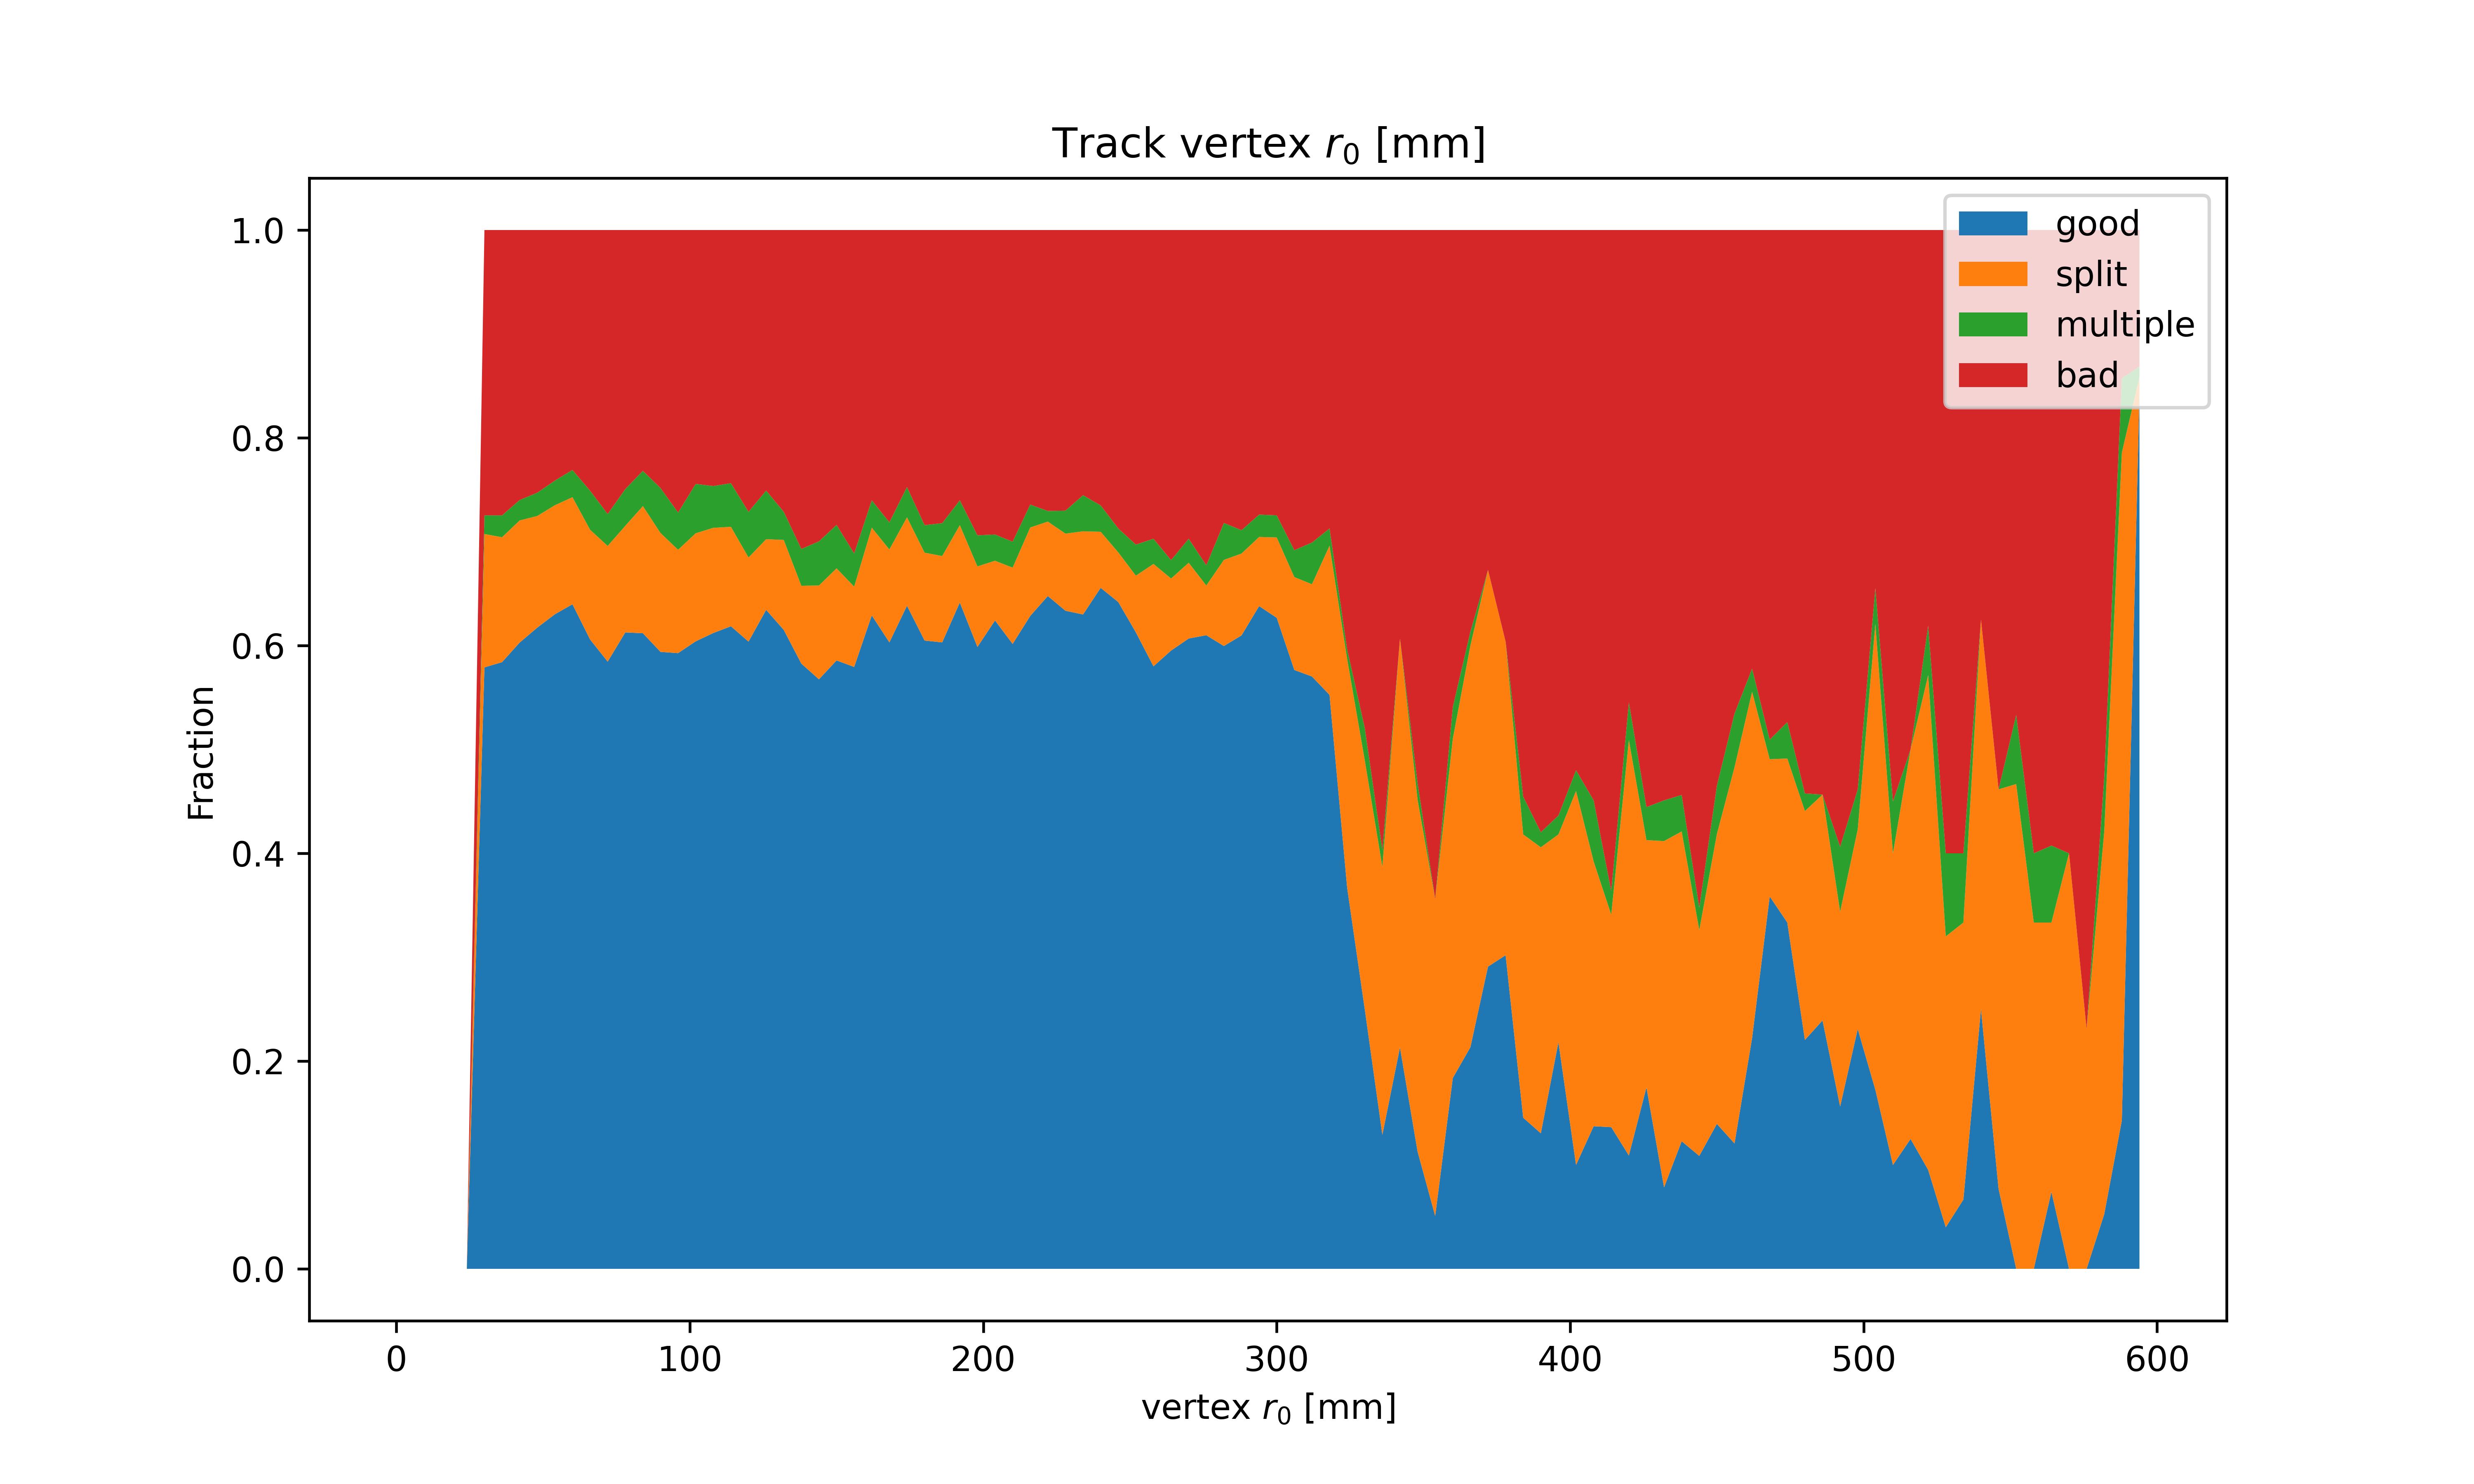 Track vertex r₀ [mm]
good
split
multiple
bad
1.0
0.8
0.6
0.4
0.2
0.0
Fraction
0 100 200 300 400 500 600
vertex r₀ [mm]